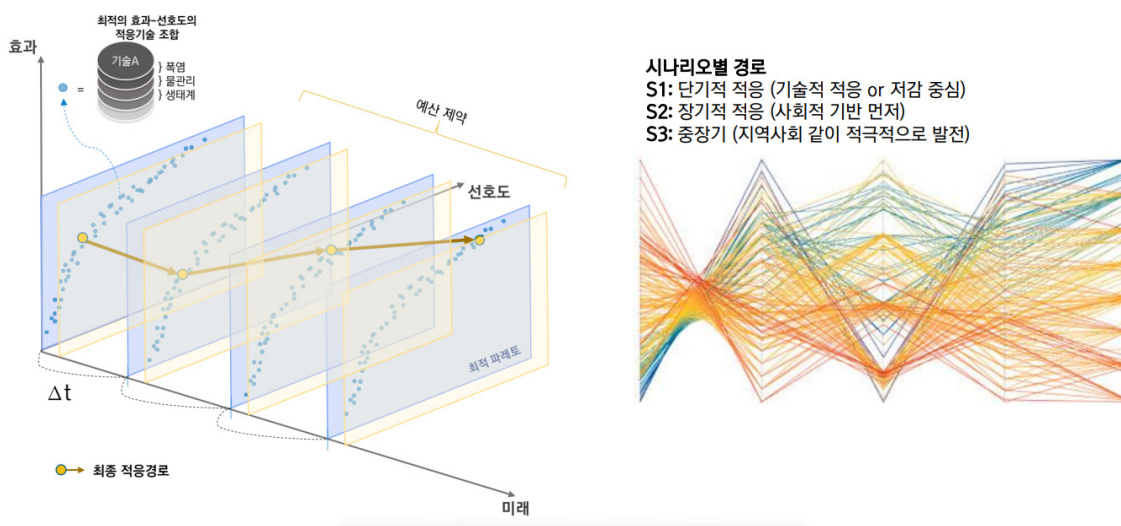 최적의 효과-선호도의
적응기술 조합
효과
기술A
} 폭염
} 물관리
} 생태계
=
예산 제약
선호도
최적 파레토
Δt
최종 적응경로
미래
시나리오별 경로
S1: 단기적 적응 (기술적 적응 or 저감 중심)
S2: 장기적 적응 (사회적 기반 먼저)
S3: 중장기 (지역사회 같이 적극적으로 발전)